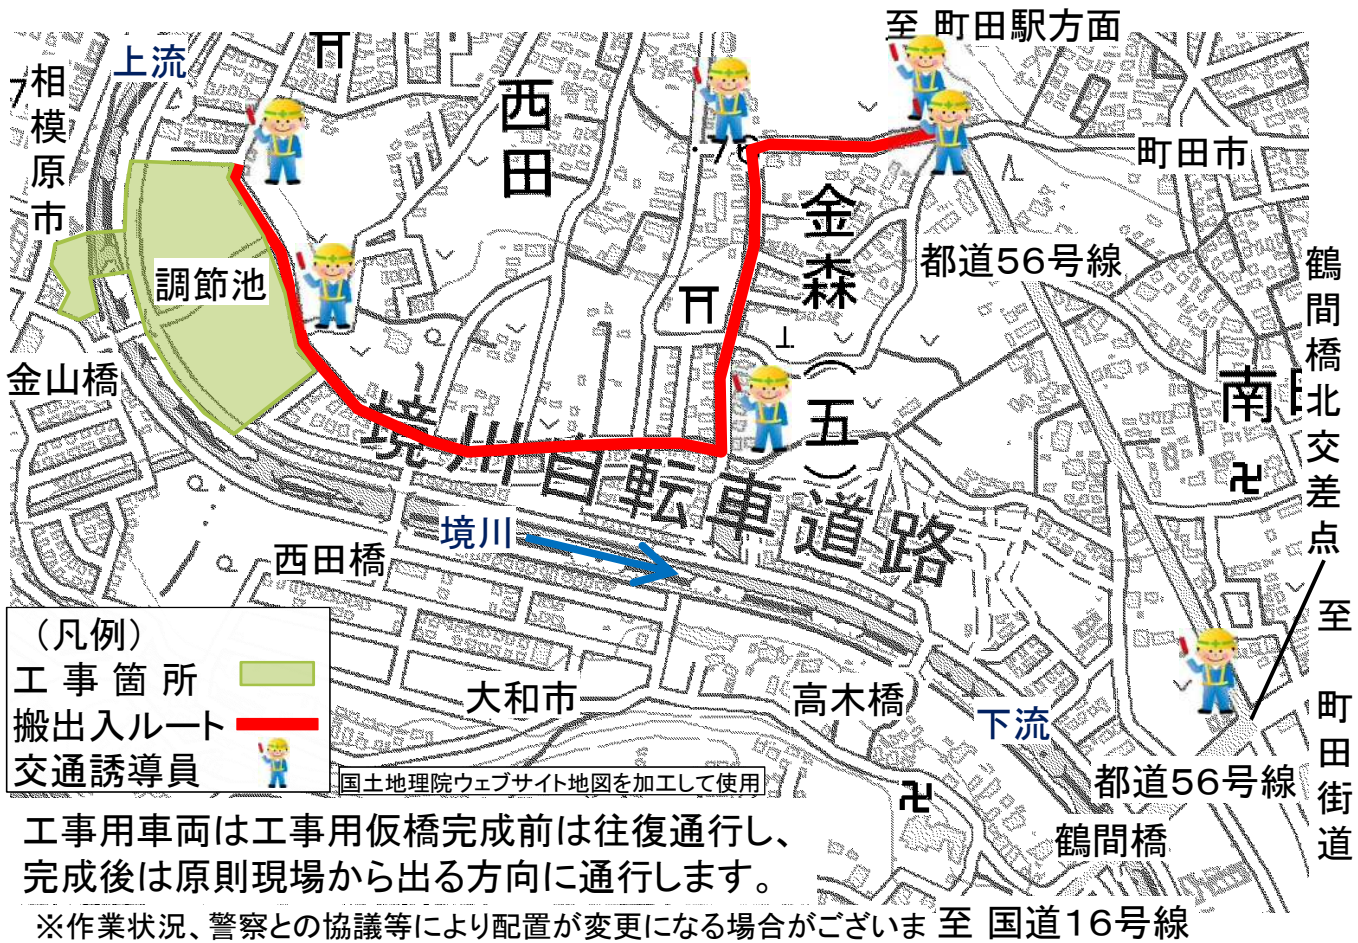 至 町田駅方面
上流
相模原市
西田
・76
町田市
金森(五)
都道56号線
鶴間橋北交差点
調節池
金山橋
南
境川自転車道路
境川
西田橋
(凡例)
工事箇所
搬出入ルート
交通誘導員
大和市
高木橋
下流
至 町田街道
国土地理院ウェブサイト地図を加工して使用
都道56号線
鶴間橋
工事用車両は工事用仮橋完成前は往復通行し、
完成後は原則現場から出る方向に通行します。
※作業状況、警察との協議等により配置が変更になる場合がございま
至 国道16号線